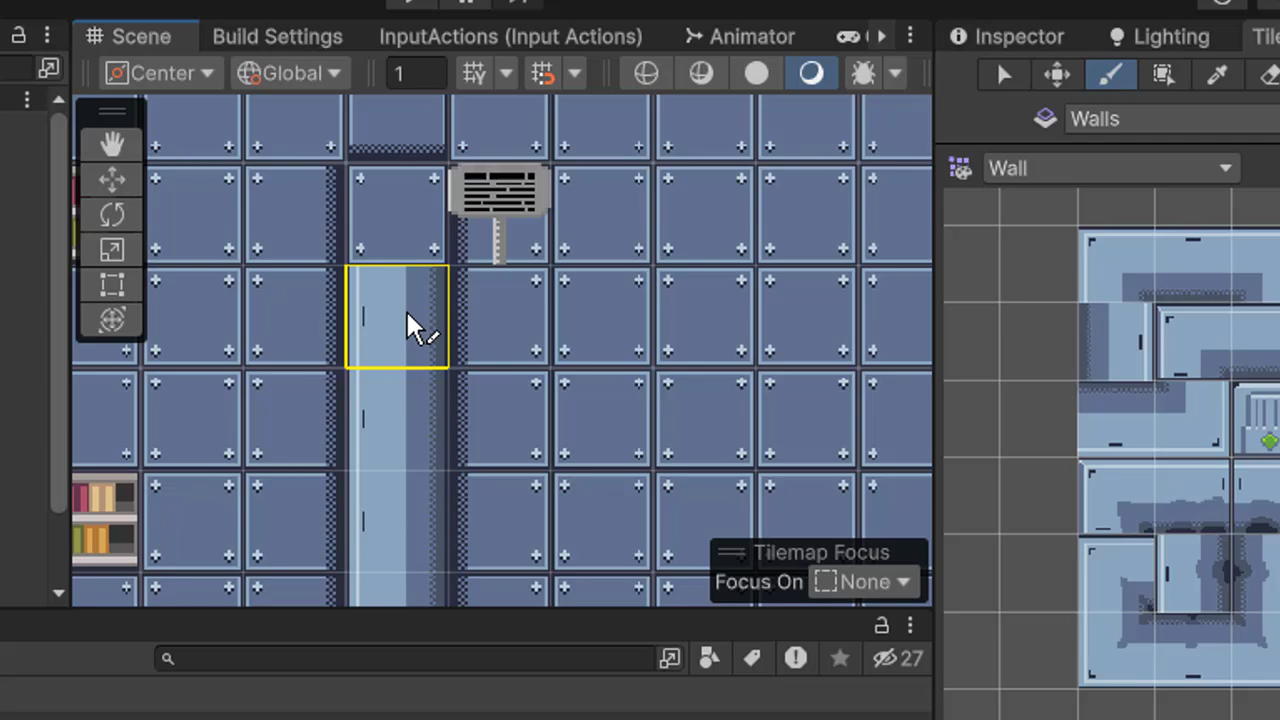 Scene
Build Settings
InputActions (Input Actions)
Animator
Inspector
Lighting
Center
Global
1
Walls
Wall
Tilemap Focus
Focus On
None
27